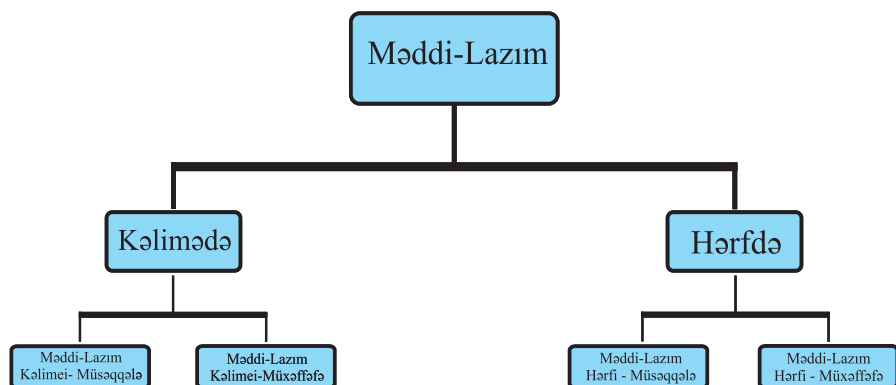 Məddi-Lazım
Kəlimədə
Hərfdə
Məddi-Lazım
Kəlimei- Müsəqqələ
Məddi-Lazım
Kəlimei-Müxəffəfə
Məddi-Lazım
Hərfi - Müsəqqələ
Məddi-Lazım
Hərfi - Müxəffəfə